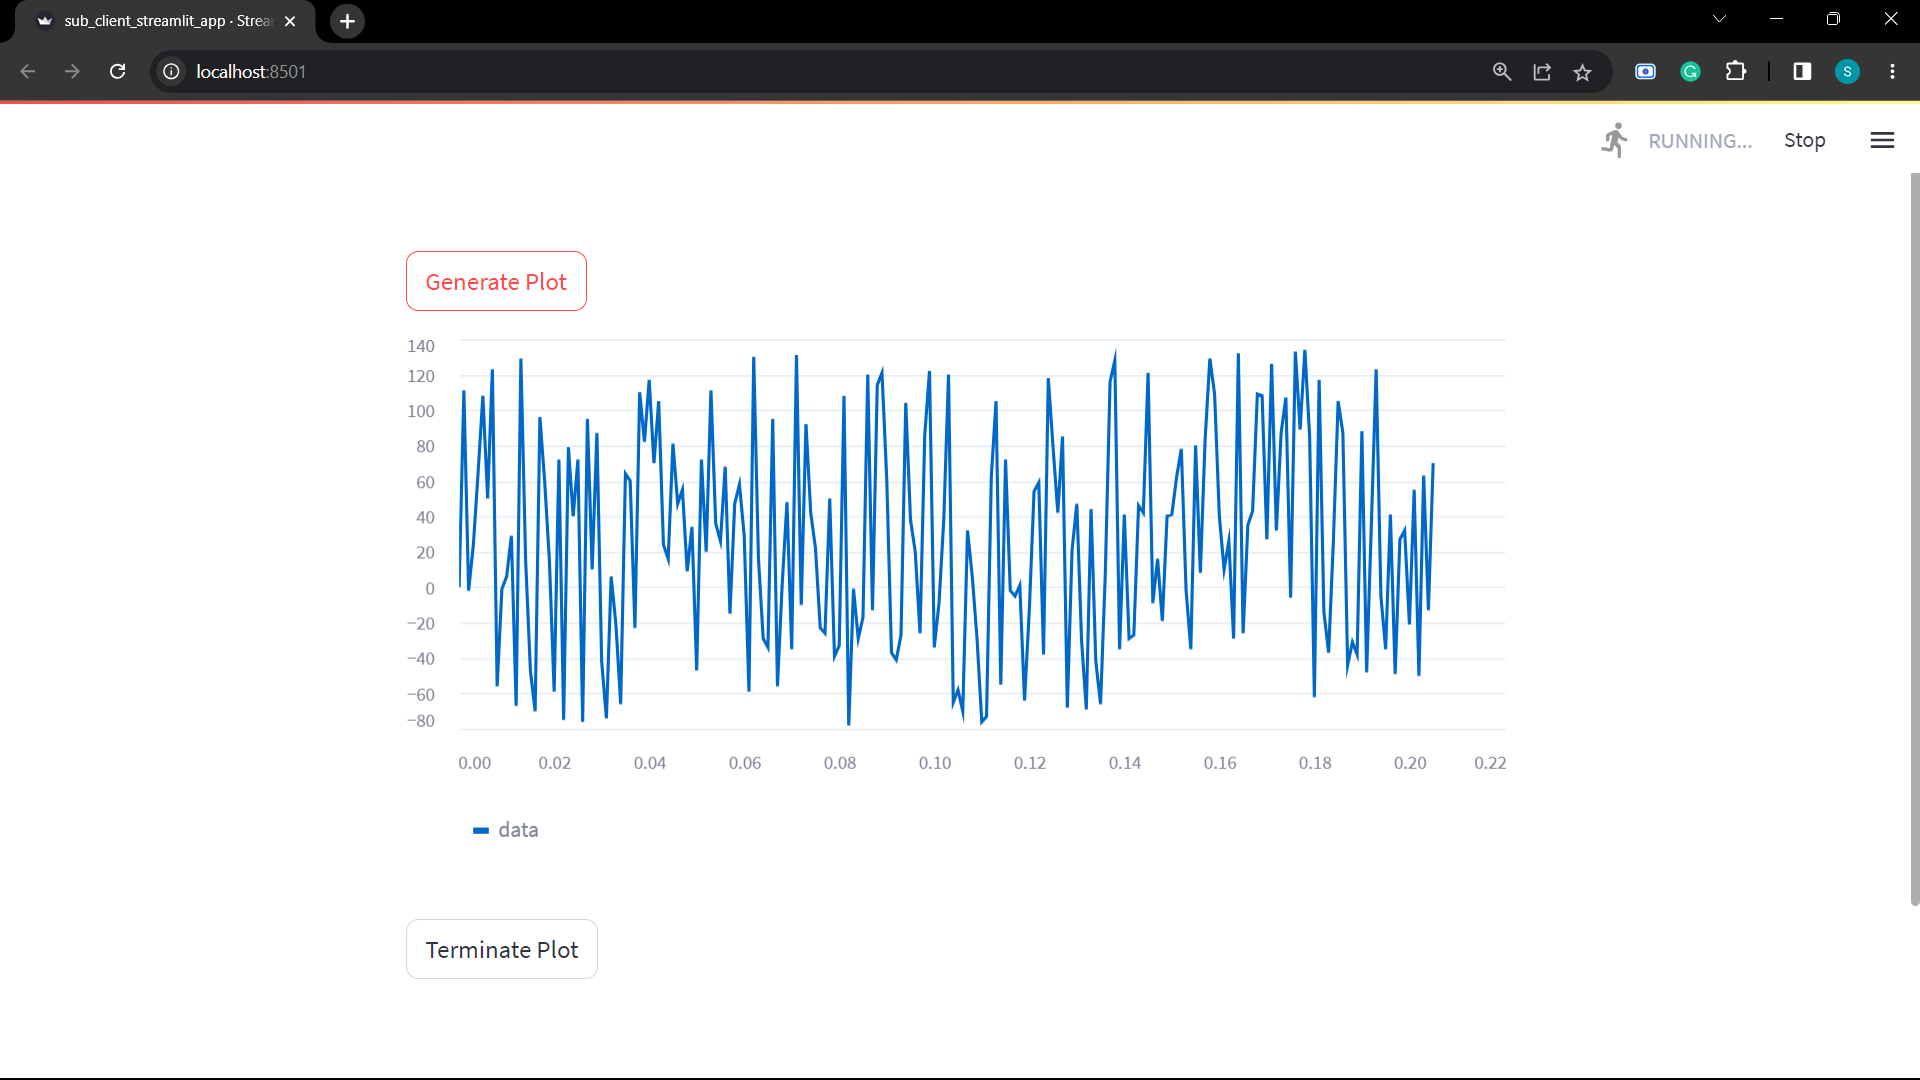 sub_client_streamlit_app · Strea
localhost:8501
S
RUNNING...
Stop
Generate Plot
140
120
100
80
60
40
20
0
−20
−40
−60
−80
0.00 0.02 0.04 0.06 0.08 0.10 0.12 0.14 0.16 0.18 0.20 0.22
data
Terminate Plot